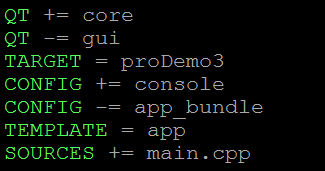 QT += core
QT -= gui
TARGET = proDemo3
CONFIG += console
CONFIG -= app_bundle
TEMPLATE = app
SOURCES += main.cpp